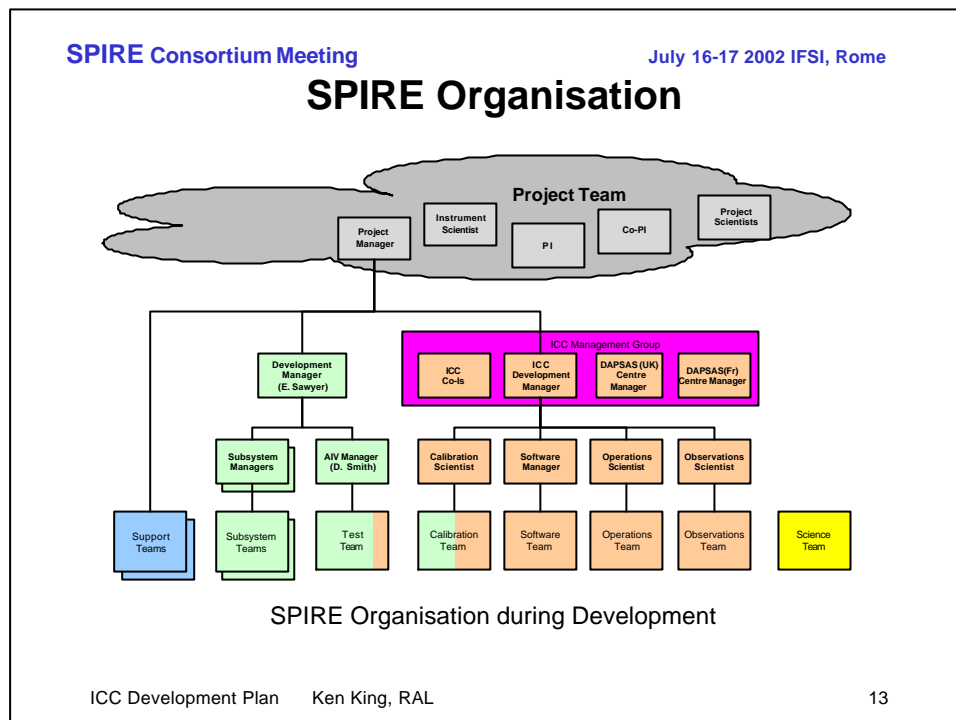 SPIRE Consortium Meeting July 16-17 2002 IFSI, Rome
SPIRE Organisation
Project Team
Project
Manager
Instrument
Scientist
P I
Co-PI
Project
Scientists
ICC Management Group
Development
Manager
(E. Sawyer)
ICC
Co-Is
ICC
Development
Manager
DAPSAS (UK)
Centre
Manager
DAPSAS(Fr)
Centre Manager
Subsystem
Managers
AIV Manager
(D. Smith)
Calibration
Scientist
Software
Manager
Operations
Scientist
Observations
Scientist
Support
Teams
Subsystem
Teams
Test
Team
Calibration
Team
Software
Team
Operations
Team
Observations
Team
Science
Team
SPIRE Organisation during Development
ICC Development Plan Ken King, RAL 13